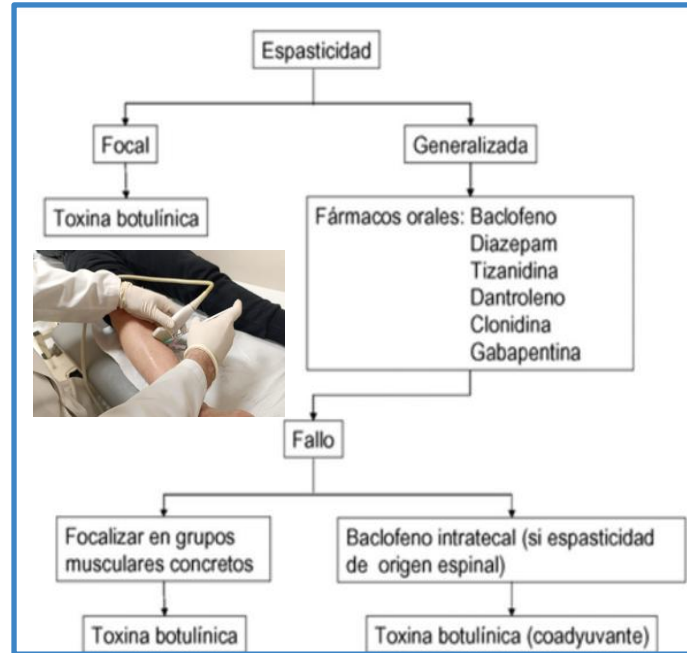 Espasticidad
Focal
Generalizada
Toxina botulínica
Fármacos orales: Baclofeno
Diazepam
Tizanidina
Dantroleno
Clonidina
Gabapentina
Fallo
Focalizar en grupos
musculares concretos
Baclofeno intratecal (si espasticidad
de origen espinal)
Toxina botulínica
Toxina botulínica (coadyuvante)